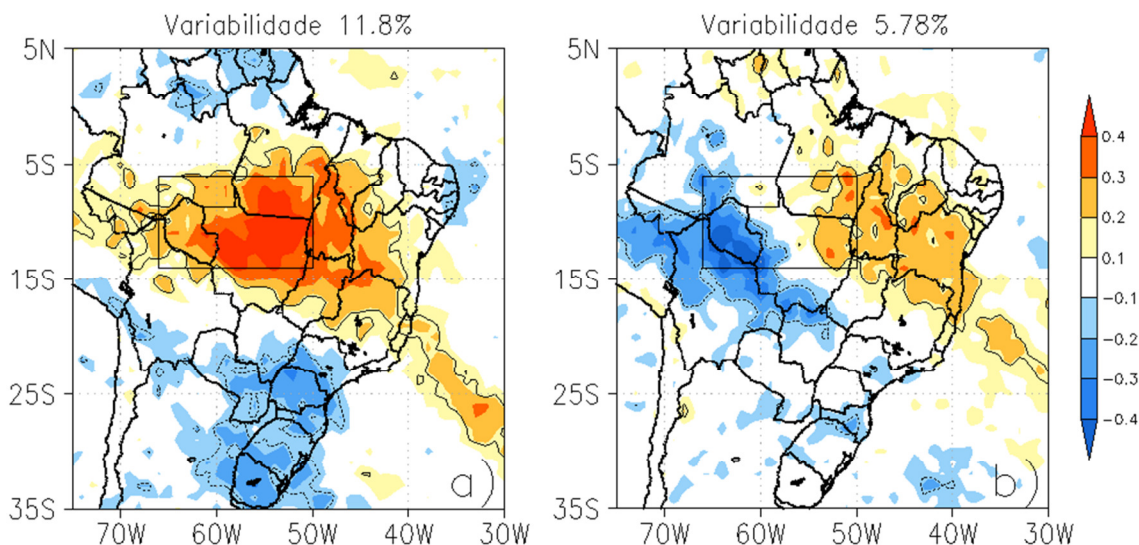 Variabilidade 11.8%
5N
5S
15S
25S
35S
70W 60W 50W 40W 30W
a)
Variabilidade 5.78%
5N
5S
15S
25S
35S
70W 60W 50W 40W 30W
b)
0.4
0.3
0.2
0.1
-0.1
-0.2
-0.3
-0.4